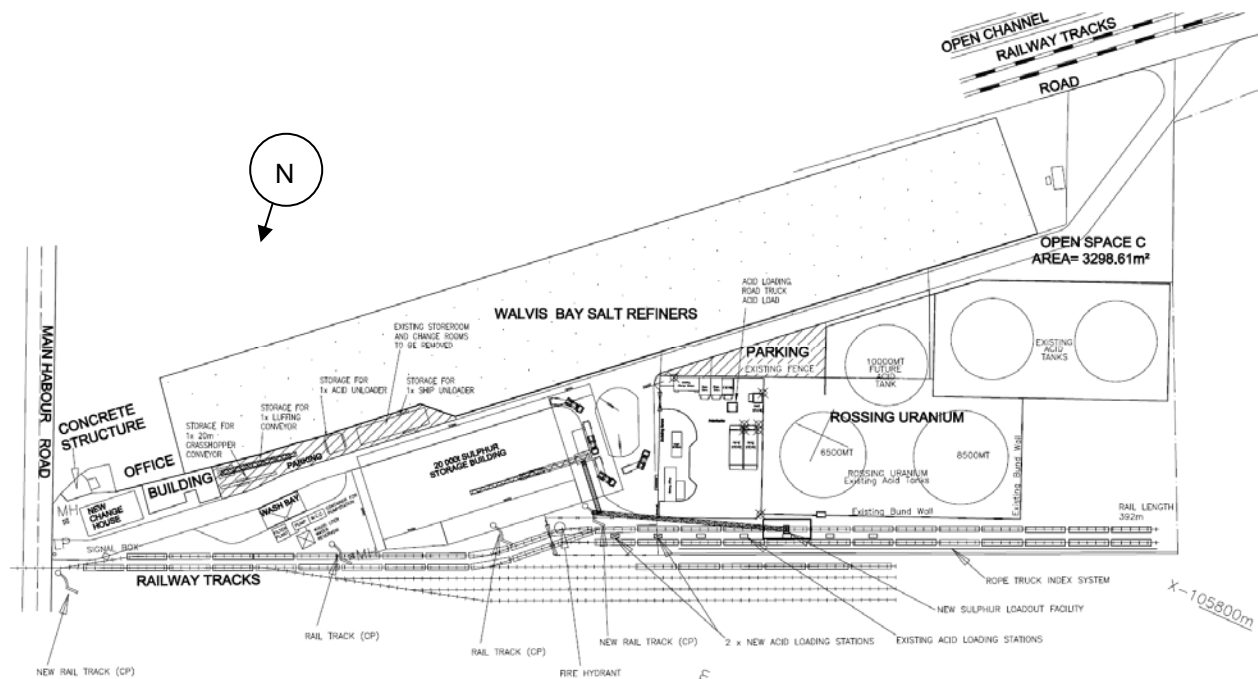 OPEN CHANNEL
RAILWAY TRACKS
ROAD
N
OPEN SPACE C
AREA= 3298.61m²
ACID LOADING
ROAD TRUCK
ACID LOAD
WALVIS BAY SALT REFINERS
EXISTING STOREROOM
AND CHANGE ROOMS
TO BE REMOVED
PARKING
EXISTING FENCE
10000MT
FUTURE
ACID
TANK
EXISTING
ACID
TANKS
MAIN HABOUR ROAD
CONCRETE
STRUCTURE
STORAGE FOR
1x ACID UNLOADER
STORAGE FOR
1x SHIP UNLOADER
STORAGE FOR
1x LUFFING
CONVEYOR
STORAGE FOR
1x 20m
GRASSHOPPER
CONVEYOR
PARKING
OFFICE
BUILDING
20 000t SULPHUR
STORAGE BUILDING
ROSSING URANIUM
6500MT
8500MT
ROSSING URANIUM
Existing Acid Tanks
Existing Bund Wall
Existing Bund Wall
NEW
CHANGE
HOUSE
MH
WASH BAY
PUMP
LP
SIGNAL BOX
MH
RAILWAY TRACKS
RAIL LENGTH
392m
ROPE TRUCK INDEX SYSTEM
NEW SULPHUR LOADOUT FACILITY
X-105800m
RAIL TRACK (CP)
RAIL TRACK (CP)
NEW RAIL TRACK (CP)
2 x NEW ACID LOADING STATIONS
EXISTING ACID LOADING STATIONS
NEW RAIL TRACK (CP)
FIRE HYDRANT